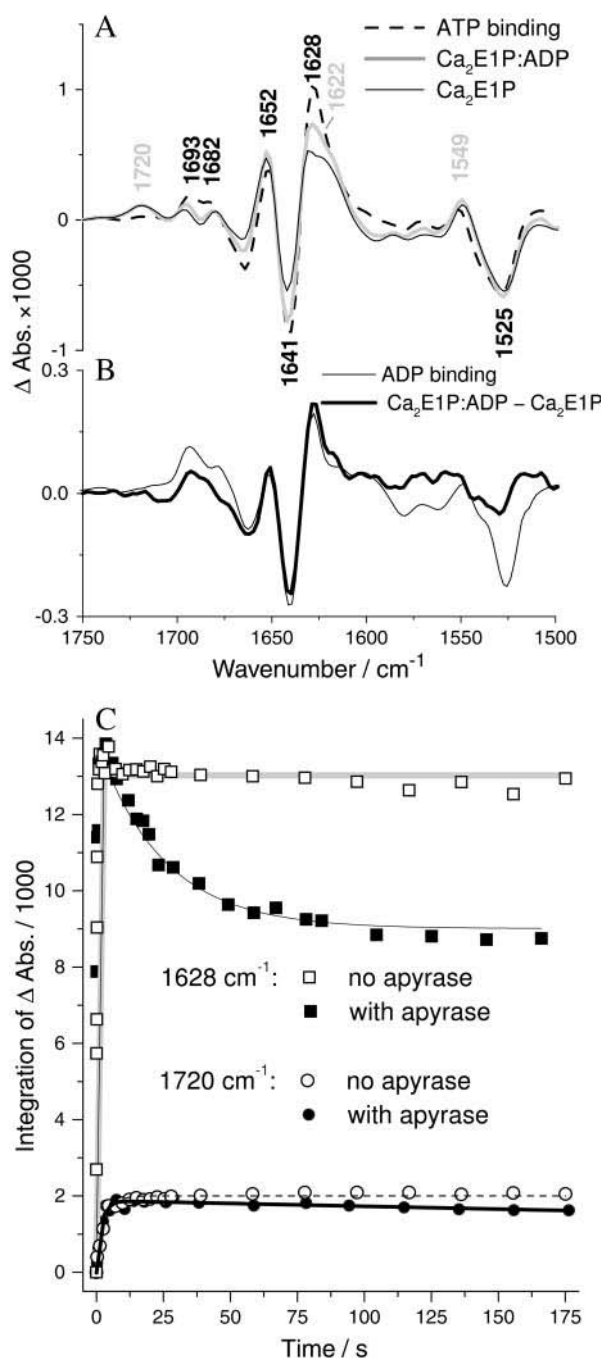 A
ATP binding
Ca₂E1P:ADP
Ca₂E1P
1720
1693
1682
1652
1628
1622
1549
1641
1525
1
0
-1
Δ Abs. ×1000
B
ADP binding
Ca₂E1P:ADP – Ca₂E1P
0.3
0.0
-0.3
1750 1700 1650 1600 1550 1500
Wavenumber / cm⁻¹
C
14
12
10
8
6
4
2
0
Integration of Δ Abs. / 1000
1628 cm⁻¹: no apyrase
with apyrase
1720 cm⁻¹: no apyrase
with apyrase
0 25 50 75 100 125 150 175
Time / s